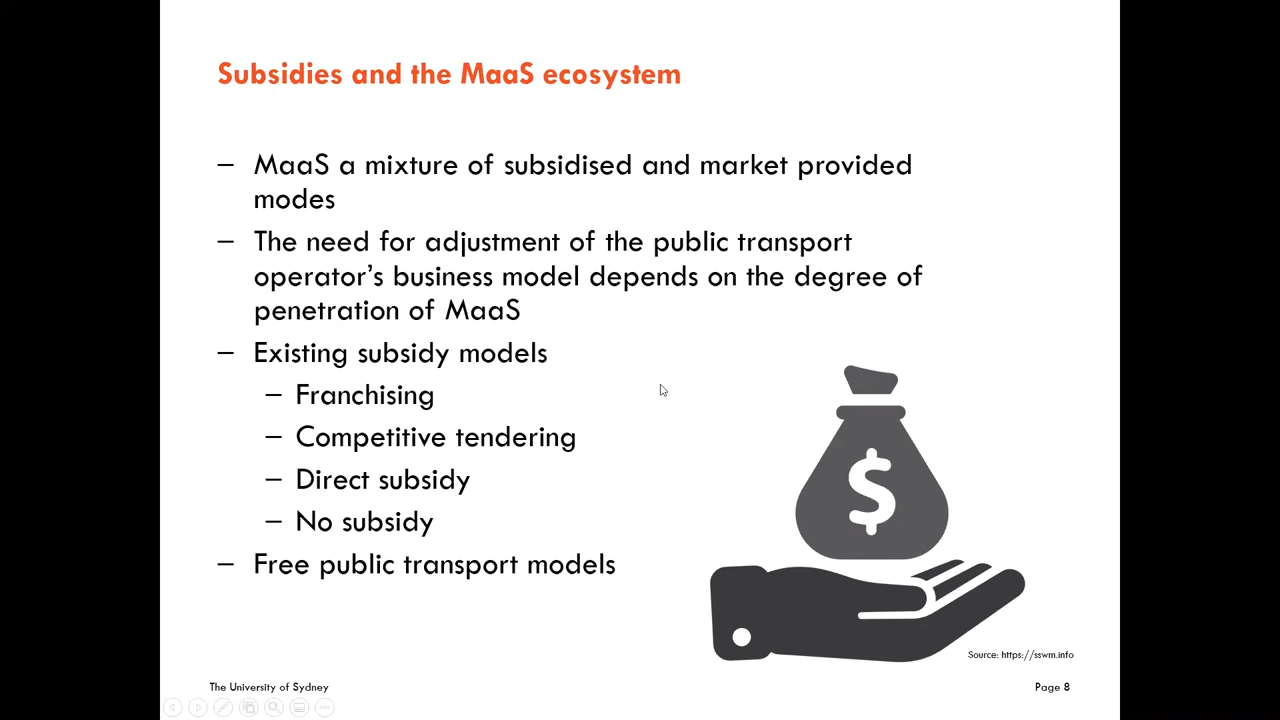 Subsidies and the MaaS ecosystem
– MaaS a mixture of subsidised and market provided
modes
– The need for adjustment of the public transport
operator’s business model depends on the degree of
penetration of MaaS
– Existing subsidy models
– Franchising
– Competitive tendering
– Direct subsidy
– No subsidy
– Free public transport models
$
Source: https://sswm.info
The University of Sydney
Page 8